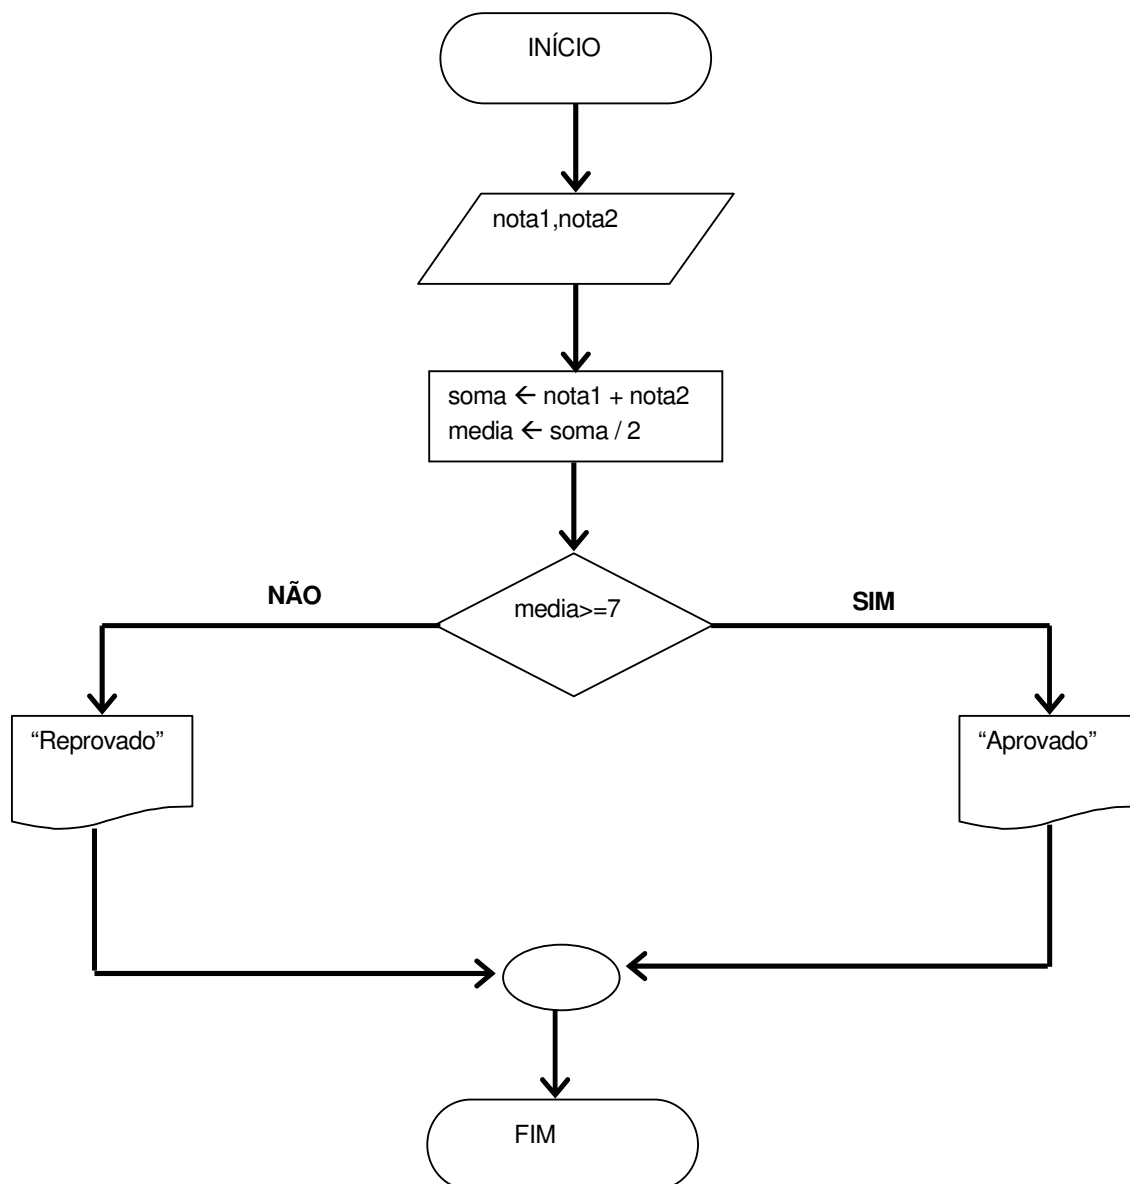 INÍCIO
nota1,nota2
soma ← nota1 + nota2
media ← soma / 2
NÃO
media>=7
SIM
“Reprovado”
“Aprovado”
FIM